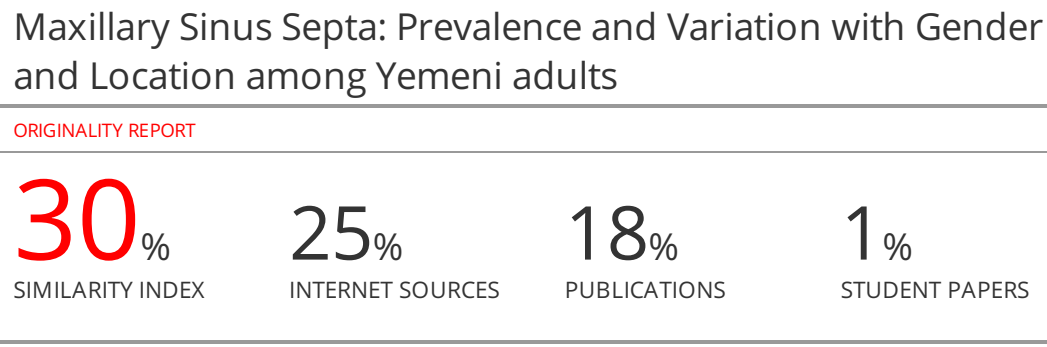 Maxillary Sinus Septa: Prevalence and Variation with Gender
and Location among Yemeni adults
ORIGINALITY REPORT
30% 25% 18% 1%
SIMILARITY INDEX INTERNET SOURCES PUBLICATIONS STUDENT PAPERS